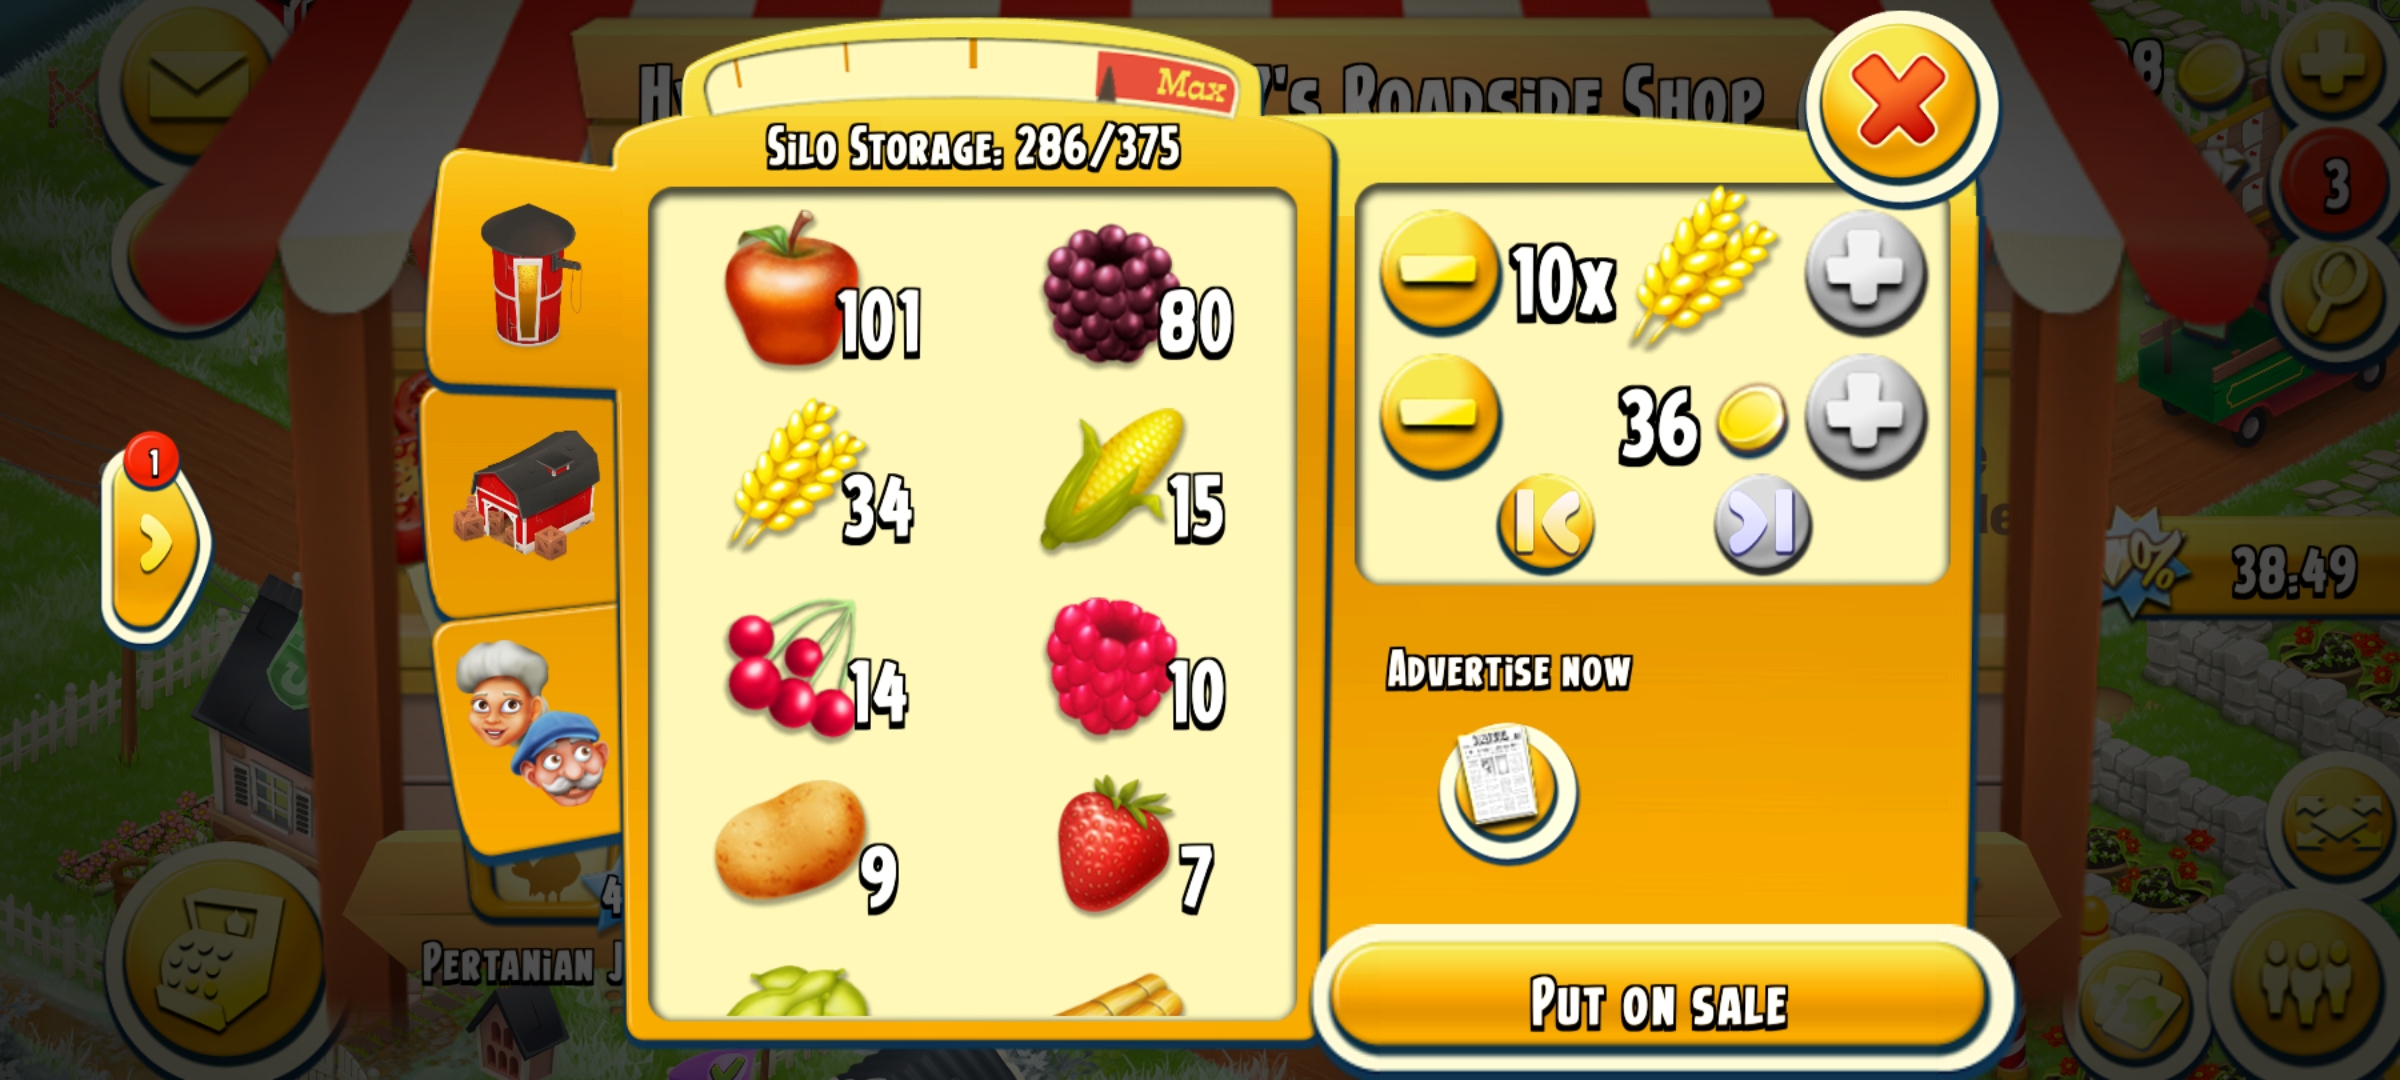 'S ROADSIDE SHOP
Max
SILO STORAGE: 286/375
101
80
34
15
14
10
9
7
10x
36
ADVERTISE NOW
PUT ON SALE
1
3
38:49
PERTANIAN